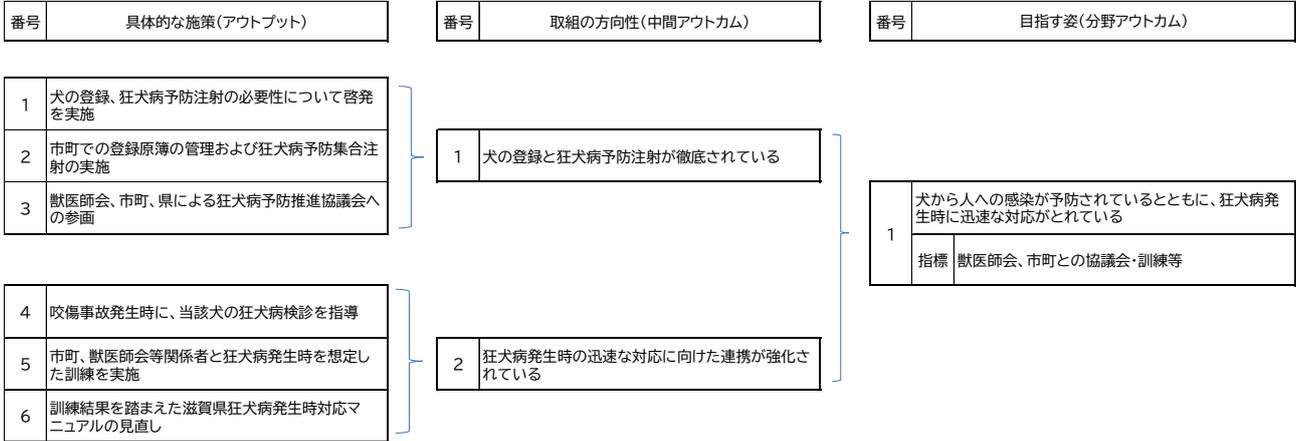 番号 具体的な施策(アウトプット)
番号 取組の方向性(中間アウトカム)
番号 目指す姿(分野アウトカム)
1 犬の登録、狂犬病予防注射の必要性について啓発
を実施
2 市町での登録原簿の管理および狂犬病予防集合注
射の実施
3 獣医師会、市町、県による狂犬病予防推進協議会へ
の参画
4 咬傷事故発生時に、当該犬の狂犬病検診を指導
5 市町、獣医師会等関係者と狂犬病発生時を想定し
た訓練を実施
6 訓練結果を踏まえた滋賀県狂犬病発生時対応マ
ニュアルの見直し
1 犬の登録と狂犬病予防注射が徹底されている
2 狂犬病発生時の迅速な対応に向けた連携が強化さ
れている
1 犬から人への感染が予防されているとともに、狂犬病発
生時に迅速な対応がとれている
指標 獣医師会、市町との協議会・訓練等